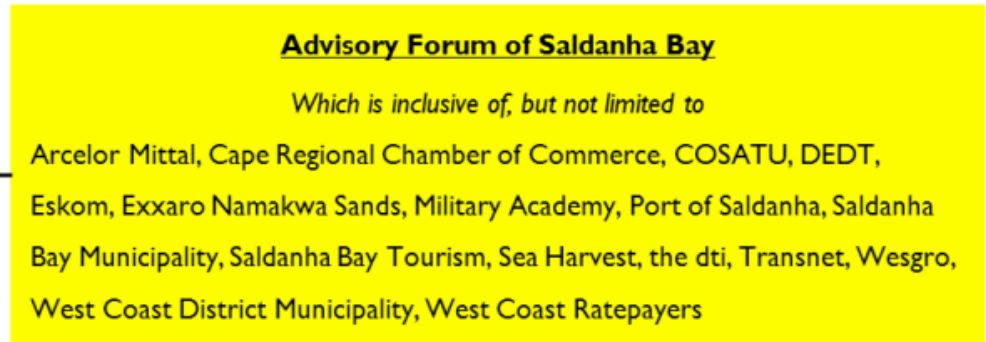 Advisory Forum of Saldanha Bay
Which is inclusive of, but not limited to
Arcelor Mittal, Cape Regional Chamber of Commerce, COSATU, DEDT,
Eskom, Exxaro Namakwa Sands, Military Academy, Port of Saldanha, Saldanha
Bay Municipality, Saldanha Bay Tourism, Sea Harvest, the dti, Transnet, Wesgro,
West Coast District Municipality, West Coast Ratepayers